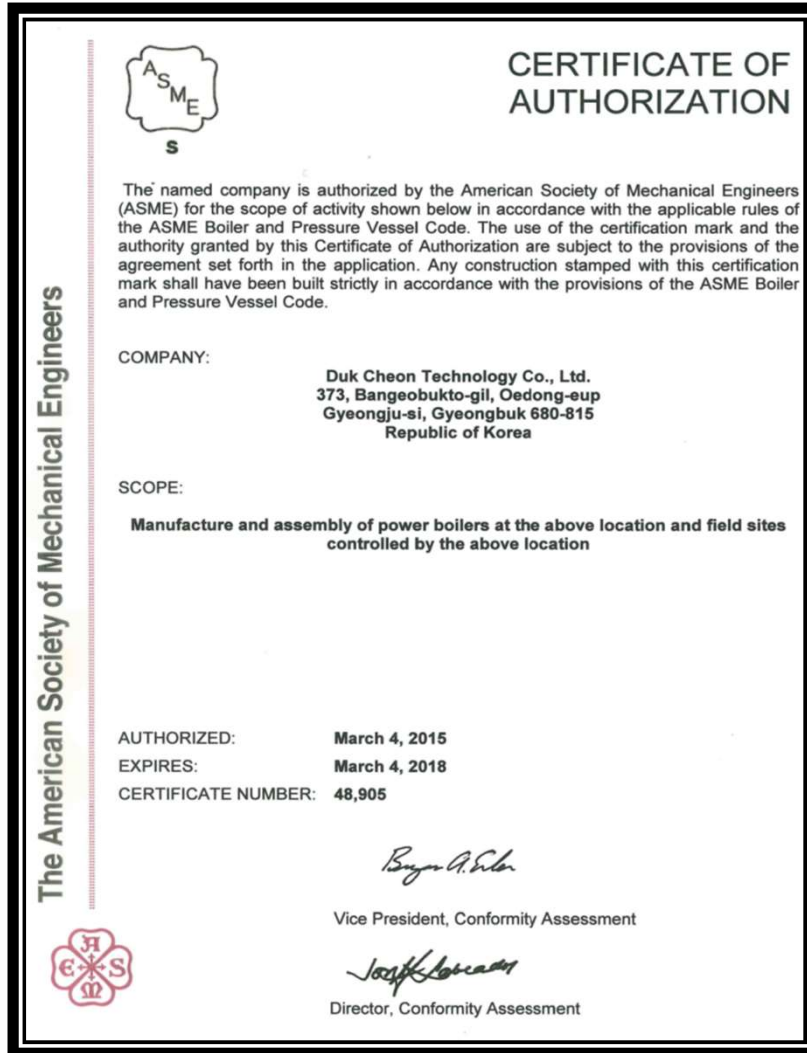 ASME
S
CERTIFICATE OF
AUTHORIZATION
The named company is authorized by the American Society of Mechanical Engineers
(ASME) for the scope of activity shown below in accordance with the applicable rules of
the ASME Boiler and Pressure Vessel Code. The use of the certification mark and the
authority granted by this Certificate of Authorization are subject to the provisions of the
agreement set forth in the application. Any construction stamped with this certification
mark shall have been built strictly in accordance with the provisions of the ASME Boiler
and Pressure Vessel Code.
COMPANY:
Duk Cheon Technology Co., Ltd.
373, Bangeobukto-gil, Oedong-eup
Gyeongju-si, Gyeongbuk 680-815
Republic of Korea
SCOPE:
Manufacture and assembly of power boilers at the above location and field sites
controlled by the above location
AUTHORIZED: March 4, 2015
EXPIRES: March 4, 2018
CERTIFICATE NUMBER: 48,905
Vice President, Conformity Assessment
Director, Conformity Assessment
The American Society of Mechanical Engineers
ASME